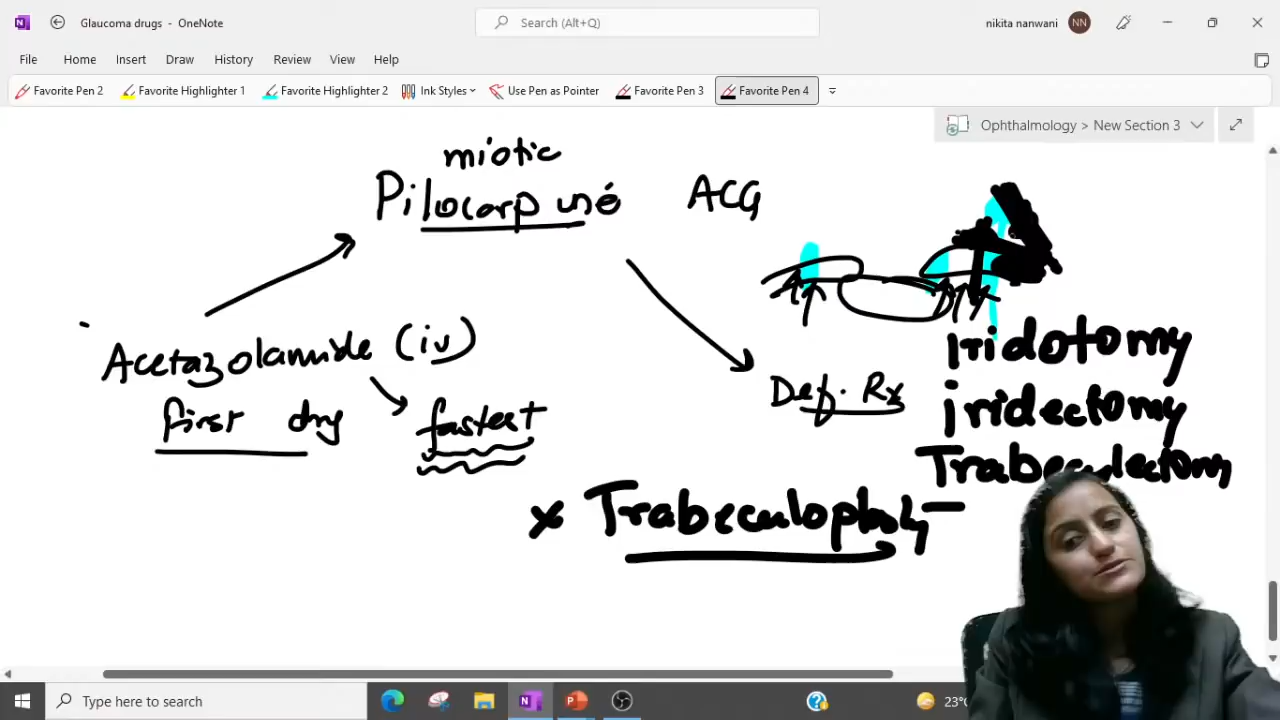 Glaucoma drugs - OneNote
Search (Alt+Q)
nikita nanwani NN
File Home Insert Draw History Review View Help
Favorite Pen 2 Favorite Highlighter 1 Favorite Highlighter 2 Ink Styles Use Pen as Pointer Favorite Pen 3 Favorite Pen 4
Ophthalmology > New Section 3
miotic
Pilocarpine ACG
Acetazolamide (iv)
first drug
fastest
Def. Rx
Iridotomy
iridectomy
Trabeculectomy
x Trabeculoplasty
Type here to search
23°